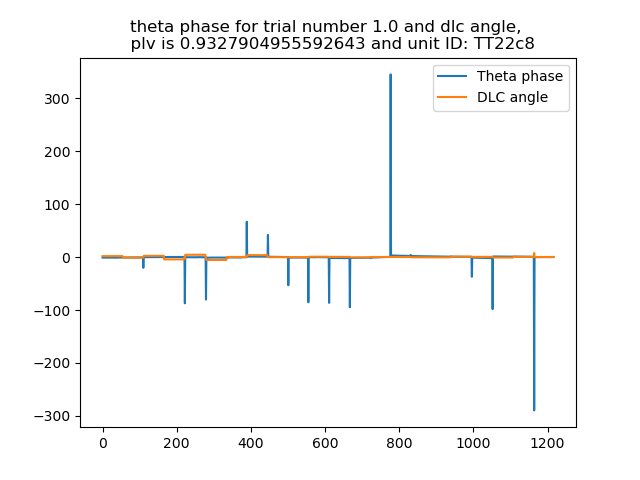 theta phase for trial number 1.0 and dlc angle,
plv is 0.9327904955592643 and unit ID: TT22c8
Theta phase
DLC angle
300
200
100
0
−100
−200
−300
0 200 400 600 800 1000 1200